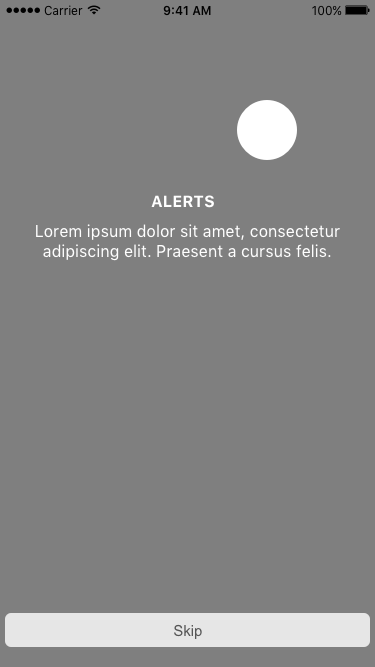 Carrier 9:41 AM 100%
ALERTS
Lorem ipsum dolor sit amet, consectetur
adipiscing elit. Praesent a cursus felis.
Skip